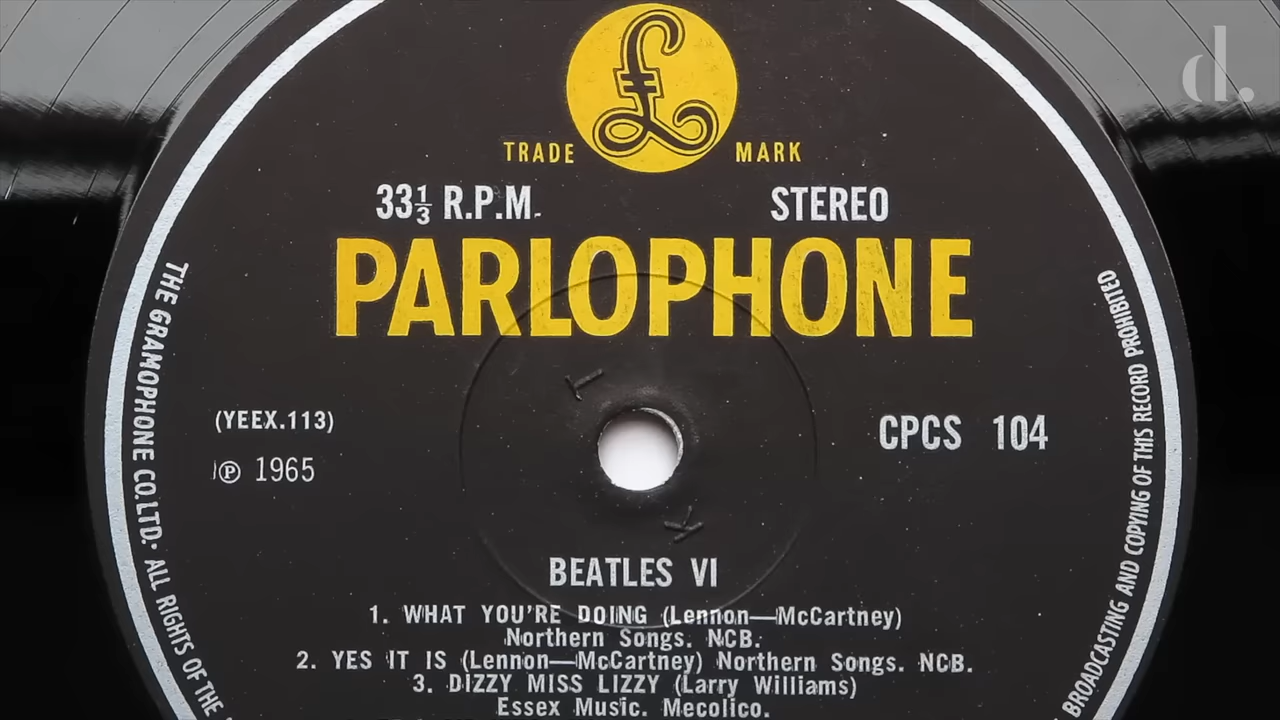 d.
£
TRADE MARK
33⅓ R.P.M. STEREO
PARLOPHONE
(YEEX.113)
CPCS 104
℗ 1965
T
K
BEATLES VI
1. WHAT YOU'RE DOING (Lennon—McCartney)
Northern Songs. NCB.
2. YES IT IS (Lennon—McCartney) Northern Songs. NCB.
3. DIZZY MISS LIZZY (Larry Williams)
Essex Music. Mecolico.
THE GRAMOPHONE CO.LTD. · ALL RIGHTS OF THE
BROADCASTING AND COPYING OF THIS RECORD PROHIBITED